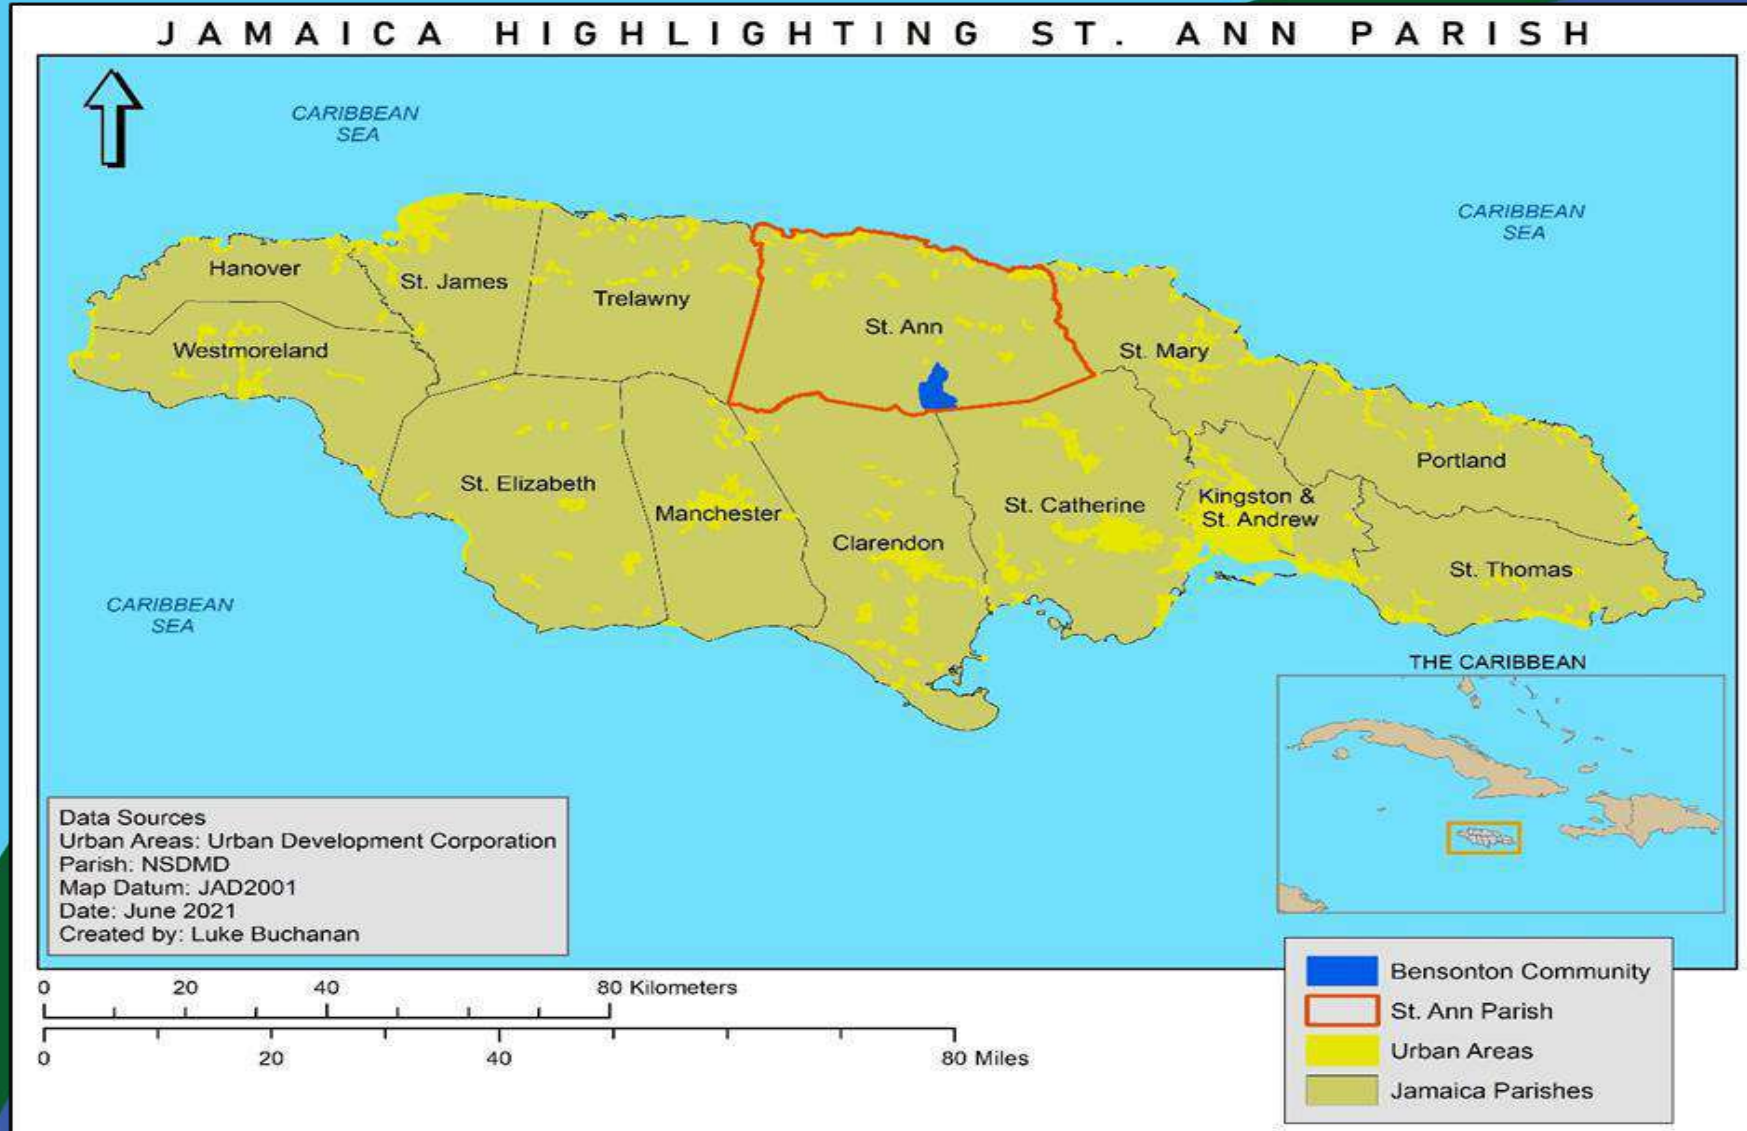 JAMAICA HIGHLIGHTING ST. ANN PARISH
CARIBBEAN
SEA
CARIBBEAN
SEA
Hanover
St. James
Trelawny
St. Ann
Westmoreland
St. Mary
St. Elizabeth
Manchester
Clarendon
St. Catherine
Kingston &
St. Andrew
Portland
St. Thomas
CARIBBEAN
SEA
THE CARIBBEAN
Data Sources
Urban Areas: Urban Development Corporation
Parish: NSDMD
Map Datum: JAD2001
Date: June 2021
Created by: Luke Buchanan
0 20 40 80 Kilometers
0 20 40 80 Miles
Bensonton Community
St. Ann Parish
Urban Areas
Jamaica Parishes